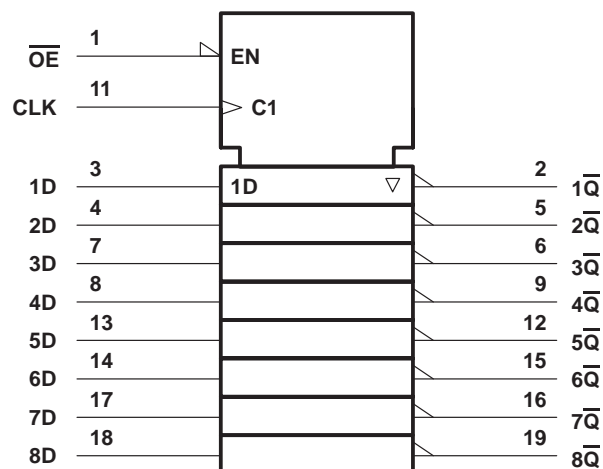 OE̅ 1 EN
CLK 11 C1
1D 3 1D 2 1Q̅
2D 4 5 2Q̅
3D 7 6 3Q̅
4D 8 9 4Q̅
5D 13 12 5Q̅
6D 14 15 6Q̅
7D 17 16 7Q̅
8D 18 19 8Q̅